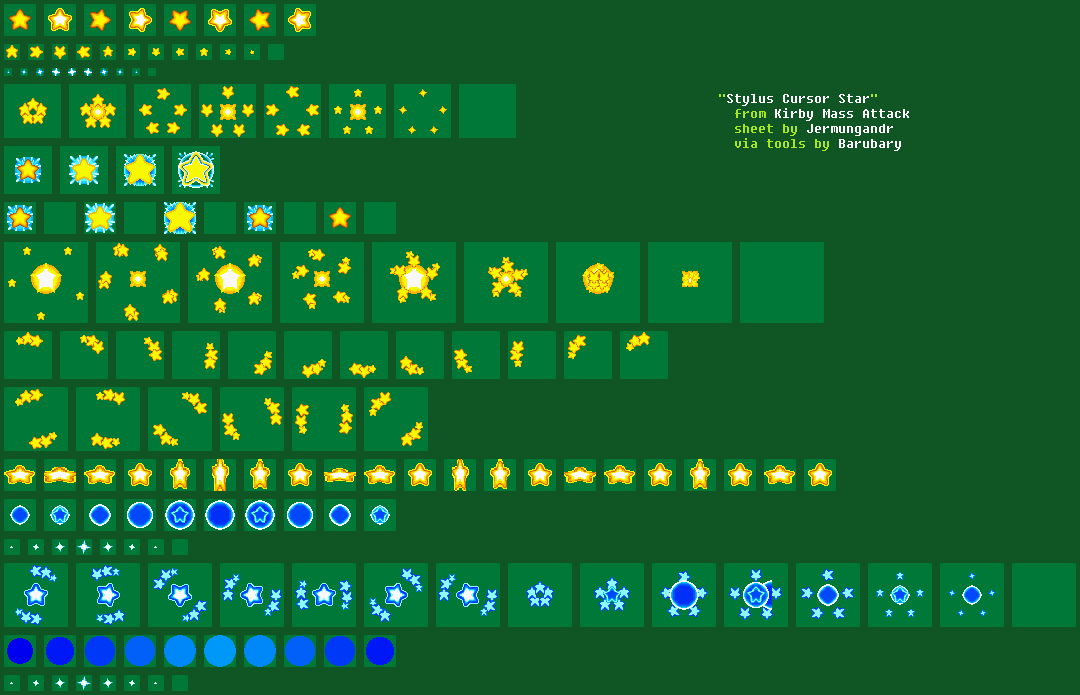 "Stylus Cursor Star"
from Kirby Mass Attack
sheet by Jermungandr
via tools by Barubary